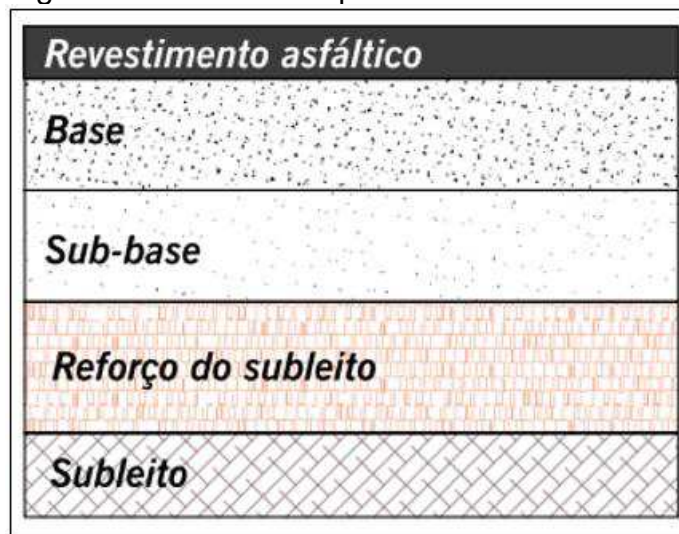 Revestimento asfáltico
Base
Sub-base
Reforço do subleito
Subleito